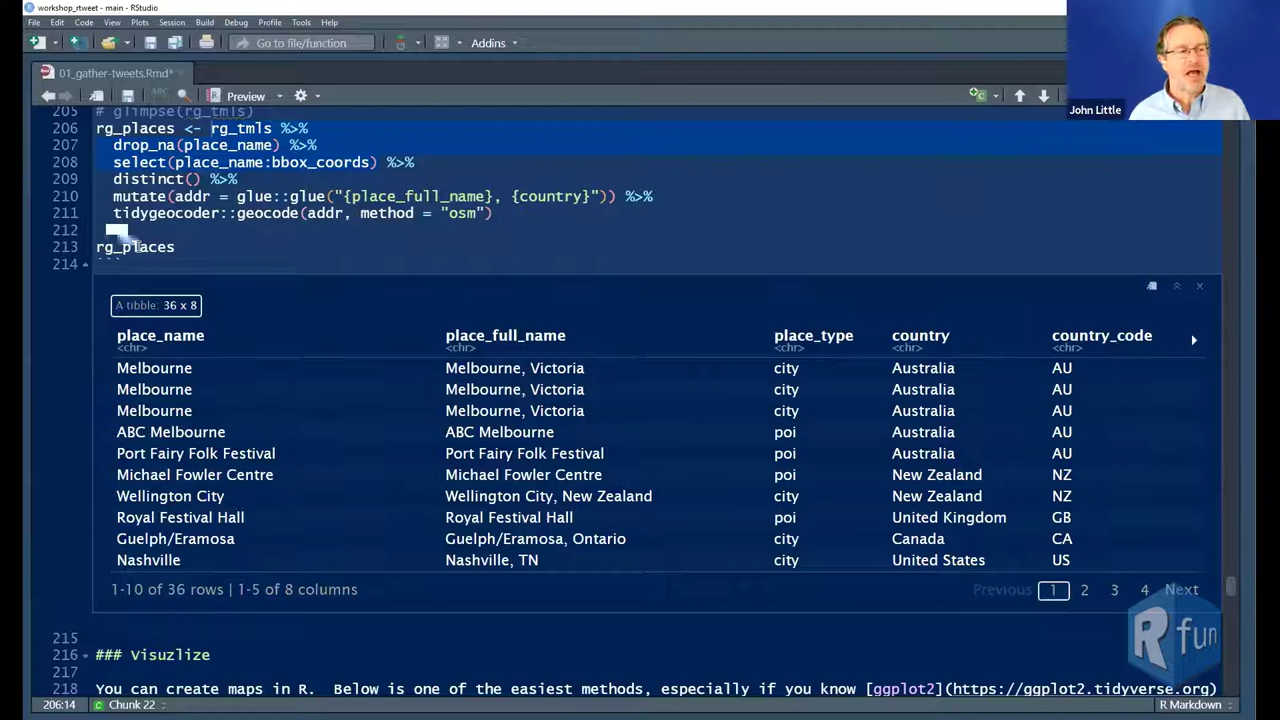 workshop_rtweet - main - RStudio
File Edit Code View Plots Session Build Debug Profile Tools Help
Go to file/function Addins
01_gather-tweets.Rmd*
ABC Preview
John Little
205 # glimpse(rg_tmls)
206 rg_places <- rg_tmls %>%
207 drop_na(place_name) %>%
208 select(place_name:bbox_coords) %>%
209 distinct() %>%
210 mutate(addr = glue::glue("{place_full_name}, {country}")) %>%
211 tidygeocoder::geocode(addr, method = "osm")
212
213 rg_places
214 ```
A tibble: 36 x 8
place_name place_full_name place_type country country_code
<chr> <chr> <chr> <chr> <chr>
Melbourne Melbourne, Victoria city Australia AU
Melbourne Melbourne, Victoria city Australia AU
Melbourne Melbourne, Victoria city Australia AU
ABC Melbourne ABC Melbourne poi Australia AU
Port Fairy Folk Festival Port Fairy Folk Festival poi Australia AU
Michael Fowler Centre Michael Fowler Centre poi New Zealand NZ
Wellington City Wellington City, New Zealand city New Zealand NZ
Royal Festival Hall Royal Festival Hall poi United Kingdom GB
Guelph/Eramosa Guelph/Eramosa, Ontario city Canada CA
Nashville Nashville, TN city United States US
1-10 of 36 rows | 1-5 of 8 columns Previous 1 2 3 4 Next
R fun
215
216 ### Visuzlize
217
218 You can create maps in R. Below is one of the easiest methods, especially if you know [ggplot2](https://ggplot2.tidyverse.org)
206:14 Chunk 22 R Markdown